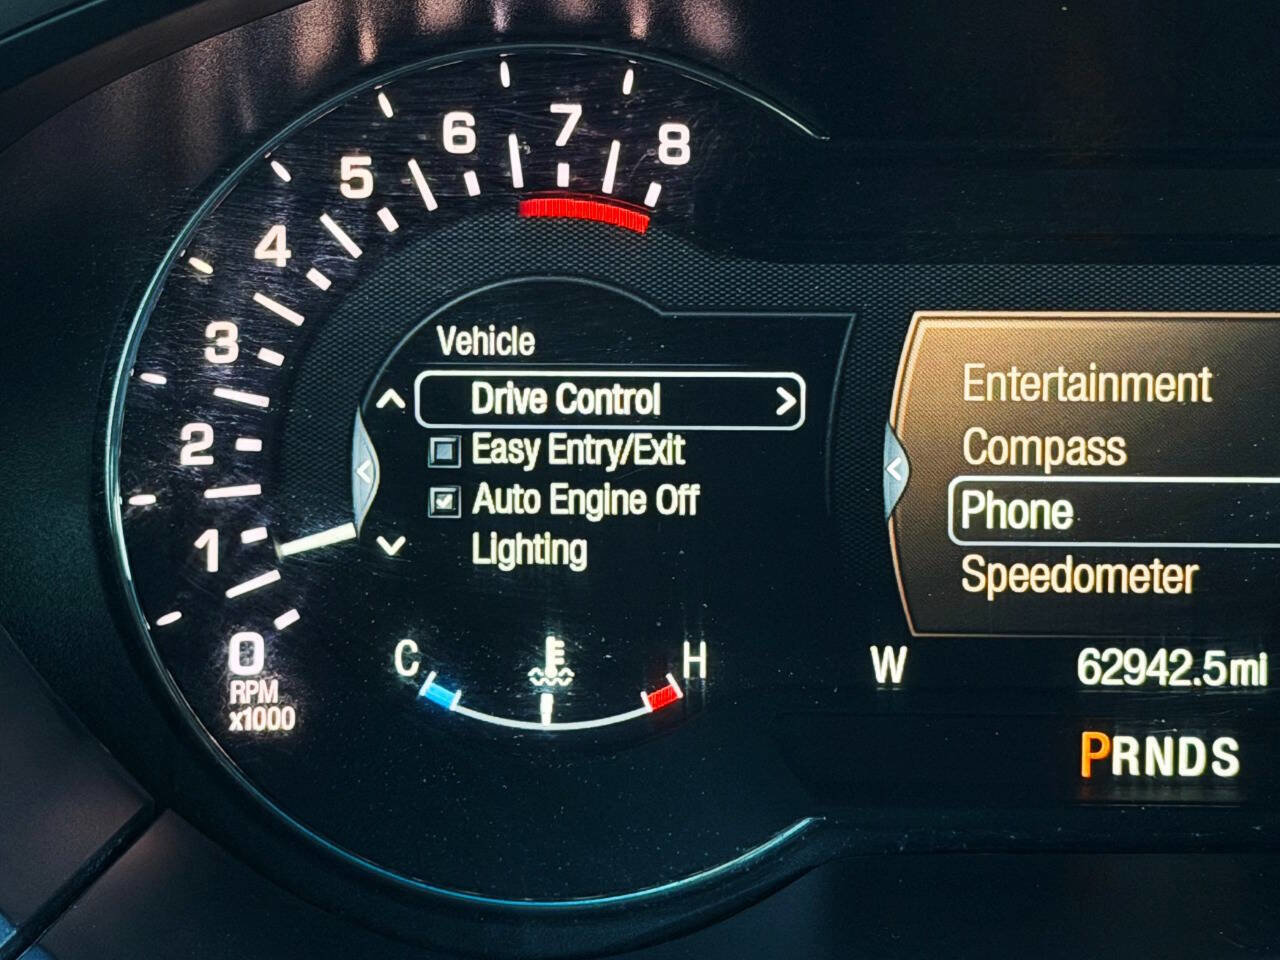 8
7
6
5
4
3
2
1
0
RPM
x1000
Vehicle
Drive Control >
Easy Entry/Exit
Auto Engine Off
Lighting
C
E
H
Entertainment
Compass
Phone
Speedometer
W
62942.5mi
PRNDS